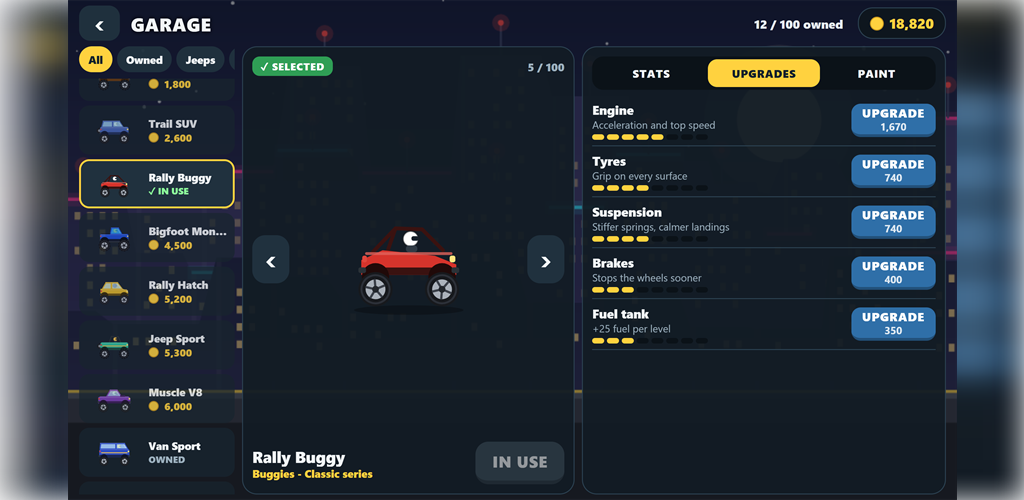 GARAGE
12 / 100 owned
18,820
All
Owned
Jeeps
1,800
Trail SUV
2,600
Rally Buggy
✓ IN USE
Bigfoot Mon...
4,500
Rally Hatch
5,200
Jeep Sport
5,300
Muscle V8
6,000
Van Sport
OWNED
✓ SELECTED
5 / 100
Rally Buggy
Buggies - Classic series
IN USE
STATS
UPGRADES
PAINT
Engine
Acceleration and top speed
UPGRADE
1,670
Tyres
Grip on every surface
UPGRADE
740
Suspension
Stiffer springs, calmer landings
UPGRADE
740
Brakes
Stops the wheels sooner
UPGRADE
400
Fuel tank
+25 fuel per level
UPGRADE
350